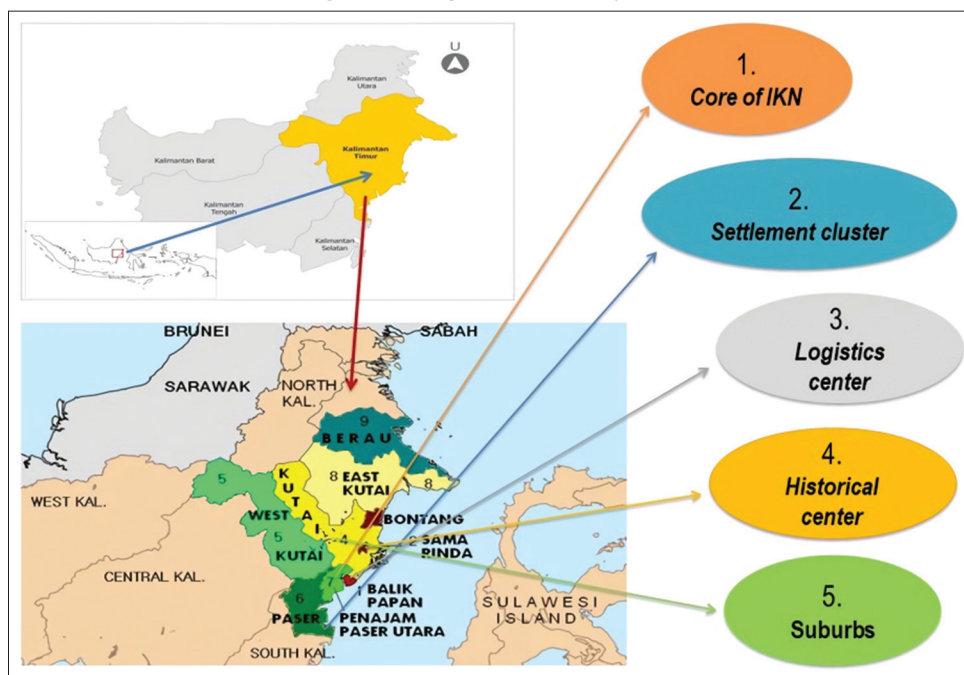 U
Kalimantan
Utara
Kalimantan
Timur
Kalimantan Barat
Kalimantan
Tengah
Kalimantan
Selatan
1.
Core of IKN
2.
Settlement cluster
3.
Logistics
center
4.
Historical
center
5.
Suburbs
BRUNEI
SABAH
SARAWAK
NORTH
KAL.
9
BERAU
8 EAST
KUTAI
8
5
KUTAI
WEST
5
KUTAI
WEST KAL.
BONTANG
4
2 SAMA
RINDA
CENTRAL KAL.
7
6
PASER
1
BALIK
PAPAN
PENAJAM
PASER UTARA
SOUTH KAL.
SULAWESI
ISLAND